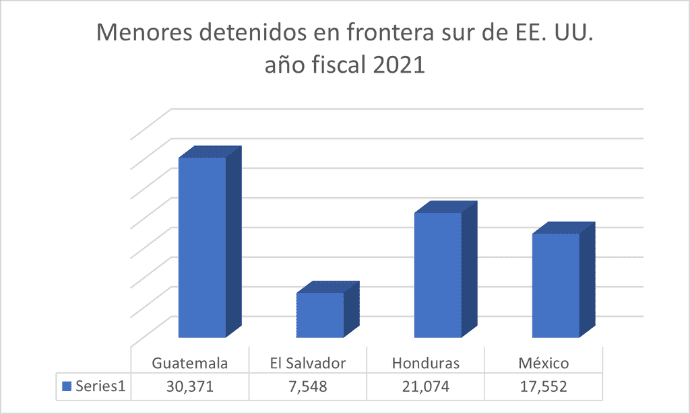 Menores detenidos en frontera sur de EE. UU.
año fiscal 2021
Guatemala El Salvador Honduras México
Series1 30,371 7,548 21,074 17,552